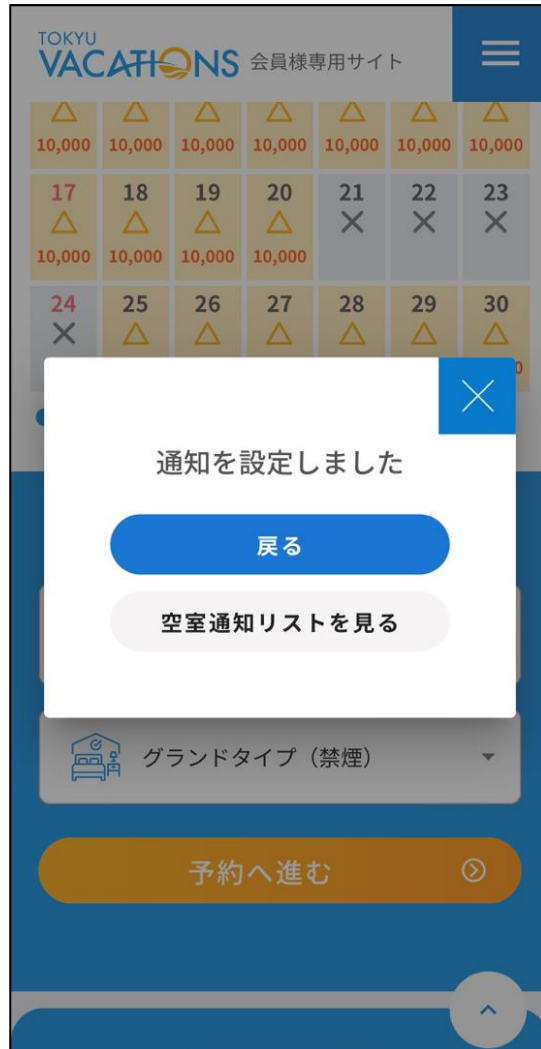 TOKYU
VACATIONS 会員様専用サイト
10,000 10,000 10,000 10,000 10,000 10,000 10,000
17 18 19 20 21 22 23
10,000 10,000 10,000 10,000
24 25 26 27 28 29 30
0
通知を設定しました
戻る
空室通知リストを見る
グランドタイプ（禁煙）
予約へ進む